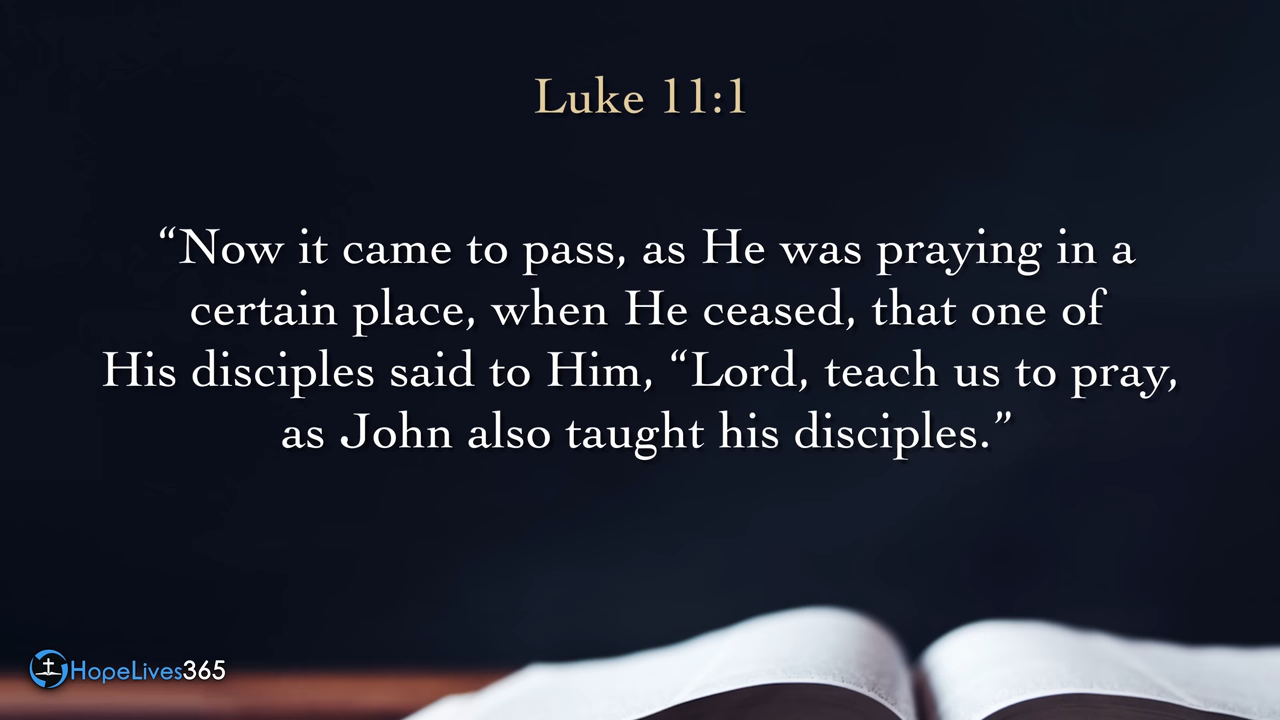 Luke 11:1
“Now it came to pass, as He was praying in a
certain place, when He ceased, that one of
His disciples said to Him, “Lord, teach us to pray,
as John also taught his disciples.”
HopeLives365